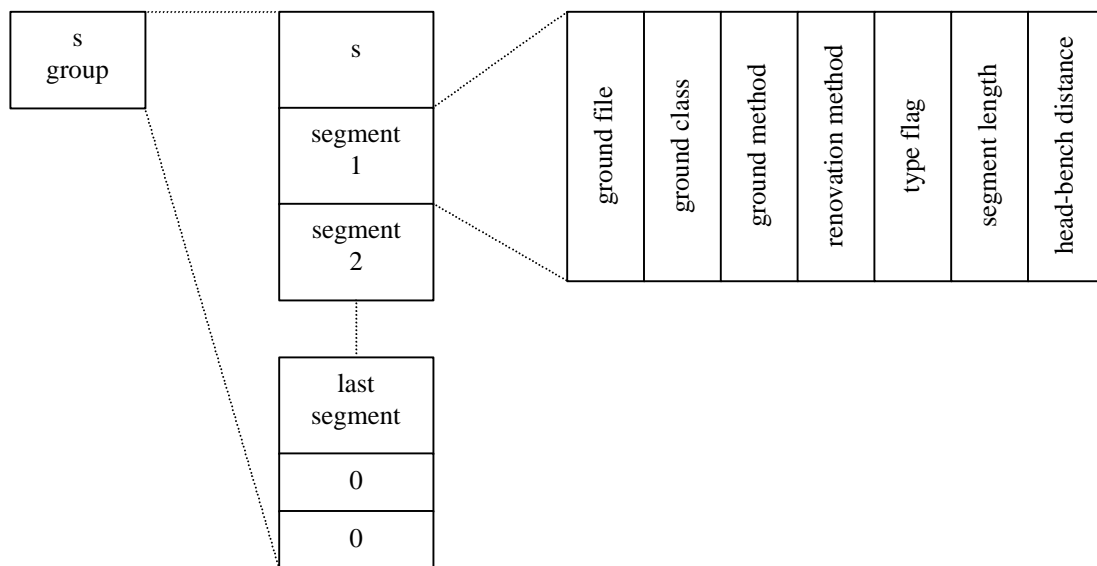 s
group
s
segment
1
segment
2
last
segment
0
0
ground file
ground class
ground method
renovation method
type flag
segment length
head-bench distance